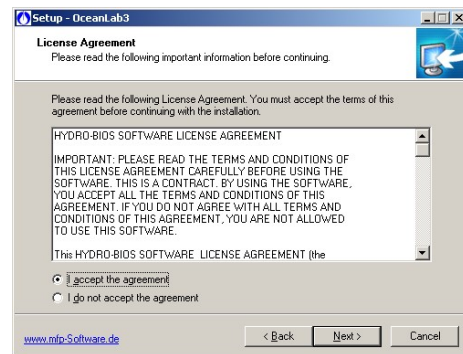 Setup - OceanLab3
License Agreement
Please read the following important information before continuing.
Please read the following License Agreement. You must accept the terms of this
agreement before continuing with the installation.
HYDRO-BIOS SOFTWARE LICENSE AGREEMENT
IMPORTANT: PLEASE READ THE TERMS AND CONDITIONS OF
THIS LICENSE AGREEMENT CAREFULLY BEFORE USING THE
SOFTWARE. THIS IS A CONTRACT. BY USING THE SOFTWARE,
YOU ACCEPT ALL THE TERMS AND CONDITIONS OF THIS
AGREEMENT. IF YOU DO NOT AGREE WITH ALL TERMS AND
CONDITIONS OF THIS AGREEMENT, YOU ARE NOT ALLOWED
TO USE THIS SOFTWARE.
This HYDRO-BIOS SOFTWARE LICENSE AGREEMENT (the
I accept the agreement
I do not accept the agreement
www.mfp-Software.de
< Back Next > Cancel